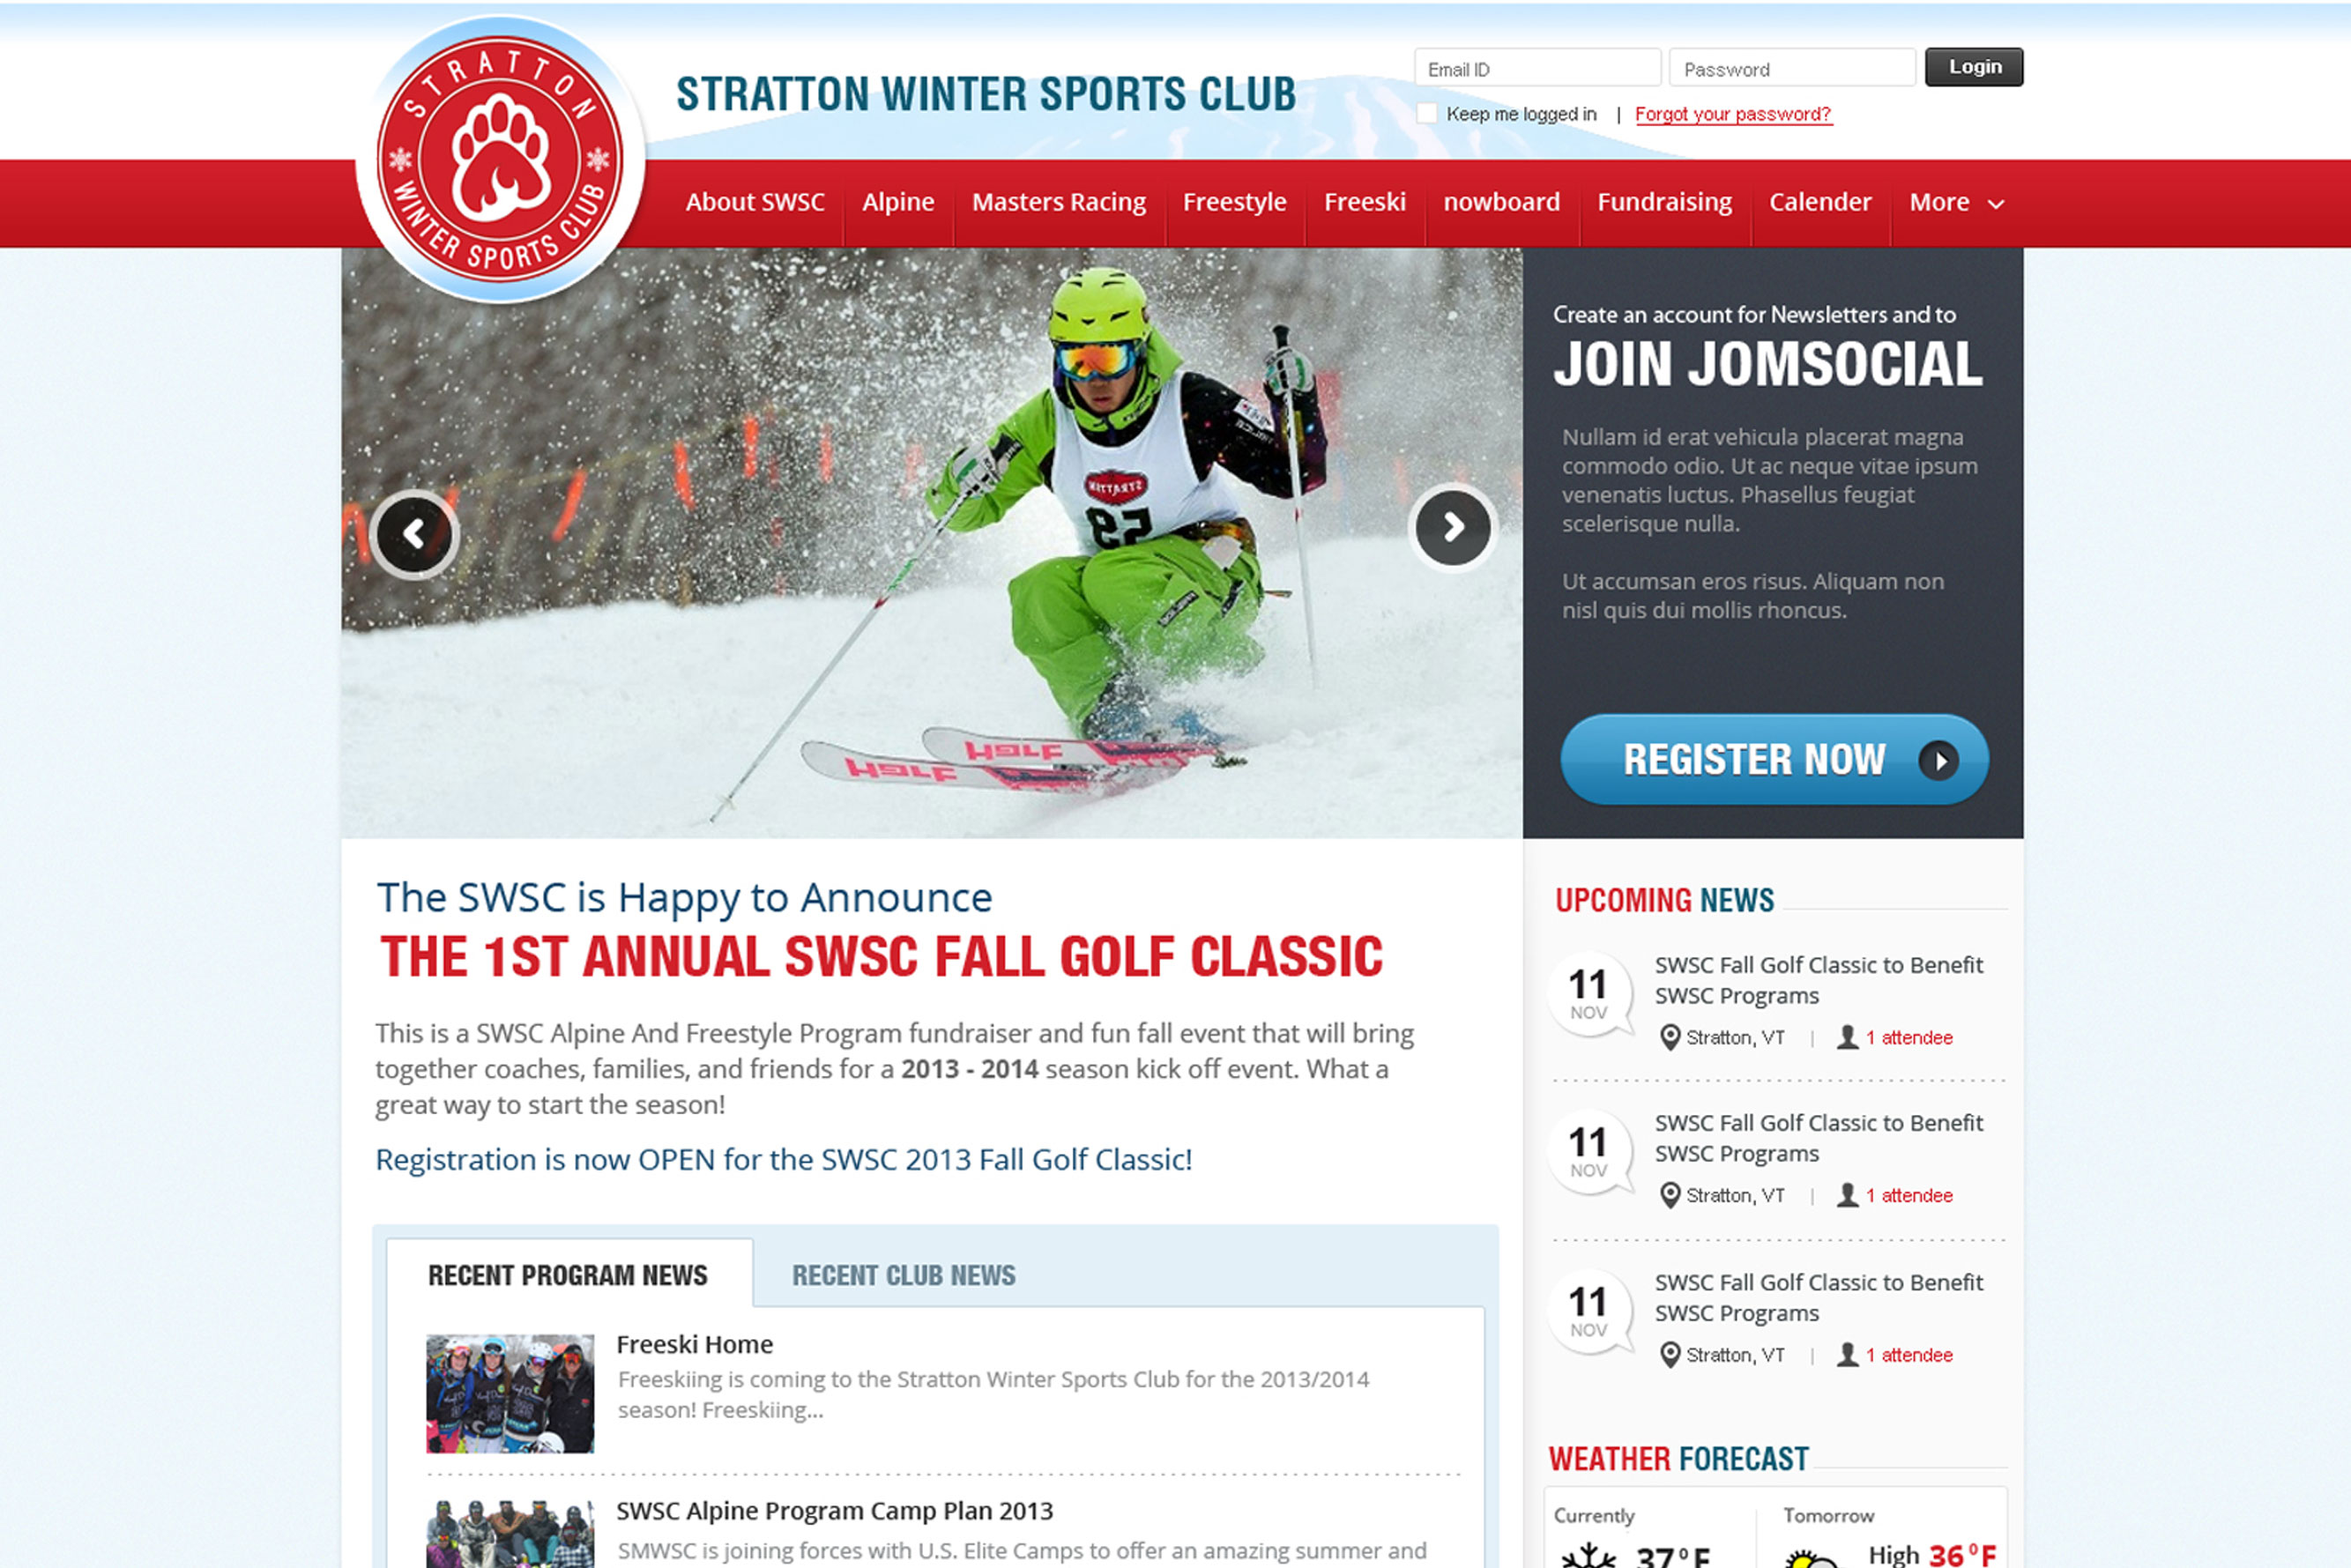 STRATTON
WINTER SPORTS CLUB
STRATTON WINTER SPORTS CLUB
Email ID
Password
Login
Keep me logged in | Forgot your password?
About SWSC
Alpine
Masters Racing
Freestyle
Freeski
nowboard
Fundraising
Calender
More
STRATTON
Create an account for Newsletters and to
JOIN JOMSOCIAL
Nullam id erat vehicula placerat magna
commodo odio. Ut ac neque vitae ipsum
venenatis luctus. Phasellus feugiat
scelerisque nulla.
Ut accumsan eros risus. Aliquam non
nisl quis dui mollis rhoncus.
REGISTER NOW
The SWSC is Happy to Announce
THE 1ST ANNUAL SWSC FALL GOLF CLASSIC
This is a SWSC Alpine And Freestyle Program fundraiser and fun fall event that will bring
together coaches, families, and friends for a 2013 - 2014 season kick off event. What a
great way to start the season!
Registration is now OPEN for the SWSC 2013 Fall Golf Classic!
RECENT PROGRAM NEWS
RECENT CLUB NEWS
Freeski Home
Freeskiing is coming to the Stratton Winter Sports Club for the 2013/2014
season! Freeskiing...
SWSC Alpine Program Camp Plan 2013
SMWSC is joining forces with U.S. Elite Camps to offer an amazing summer and
UPCOMING NEWS
11
NOV
SWSC Fall Golf Classic to Benefit
SWSC Programs
Stratton, VT | 1 attendee
11
NOV
SWSC Fall Golf Classic to Benefit
SWSC Programs
Stratton, VT | 1 attendee
11
NOV
SWSC Fall Golf Classic to Benefit
SWSC Programs
Stratton, VT | 1 attendee
WEATHER FORECAST
Currently
37°F
Tomorrow
High 36°F